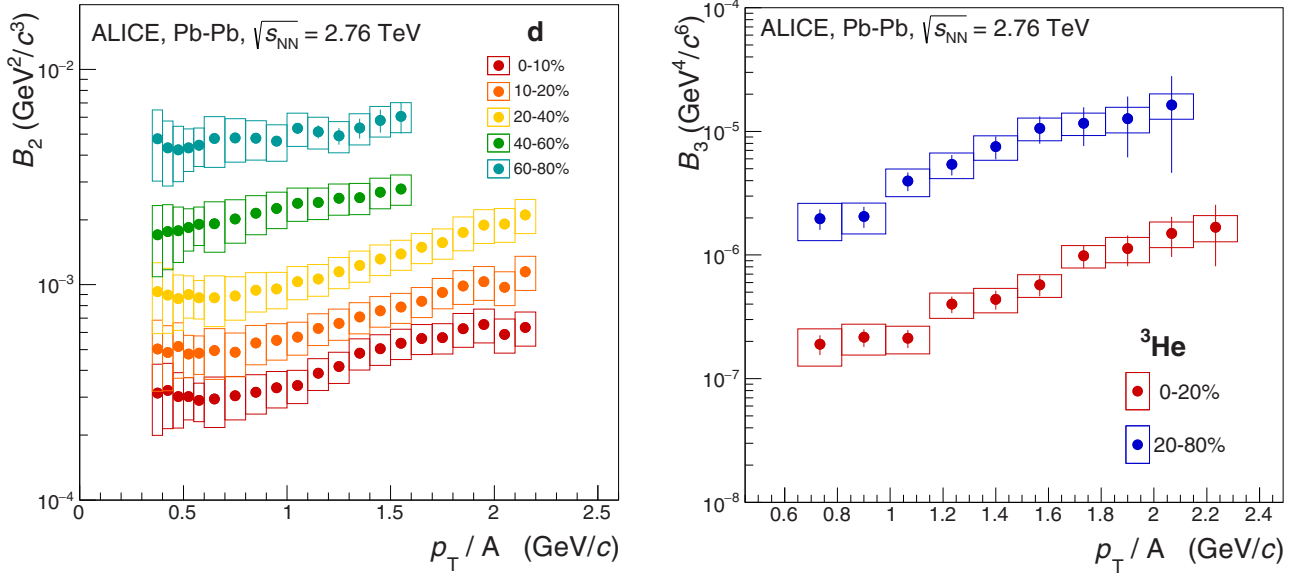 ALICE, Pb-Pb, √s_NN = 2.76 TeV
d
0-10%
10-20%
20-40%
40-60%
60-80%
B₂ (GeV²/c³)
10⁻²
10⁻³
10⁻⁴
0 0.5 1 1.5 2 2.5
p_T / A (GeV/c)
ALICE, Pb-Pb, √s_NN = 2.76 TeV
³He
0-20%
20-80%
B₃ (GeV⁴/c⁶)
10⁻⁴
10⁻⁵
10⁻⁶
10⁻⁷
10⁻⁸
0.6 0.8 1 1.2 1.4 1.6 1.8 2 2.2 2.4
p_T / A (GeV/c)